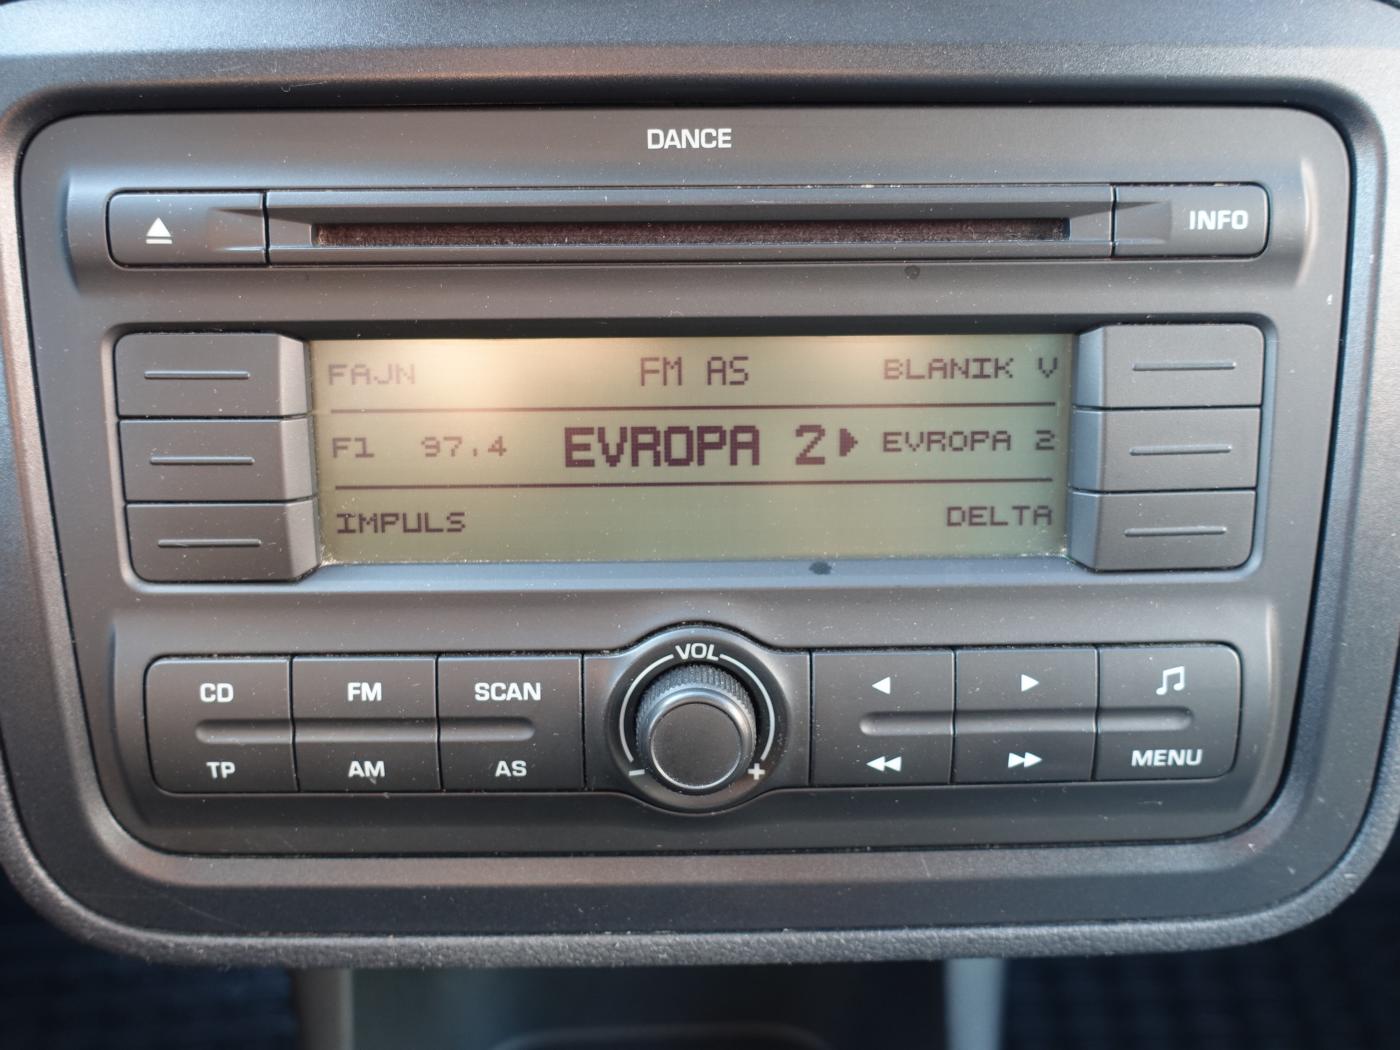 DANCE
INFO
FAJN FM AS BLANIK V
F1 97.4 EVROPA 2 EVROPA 2
IMPULS DELTA
VOL
CD FM SCAN
- +
TP AM AS MENU